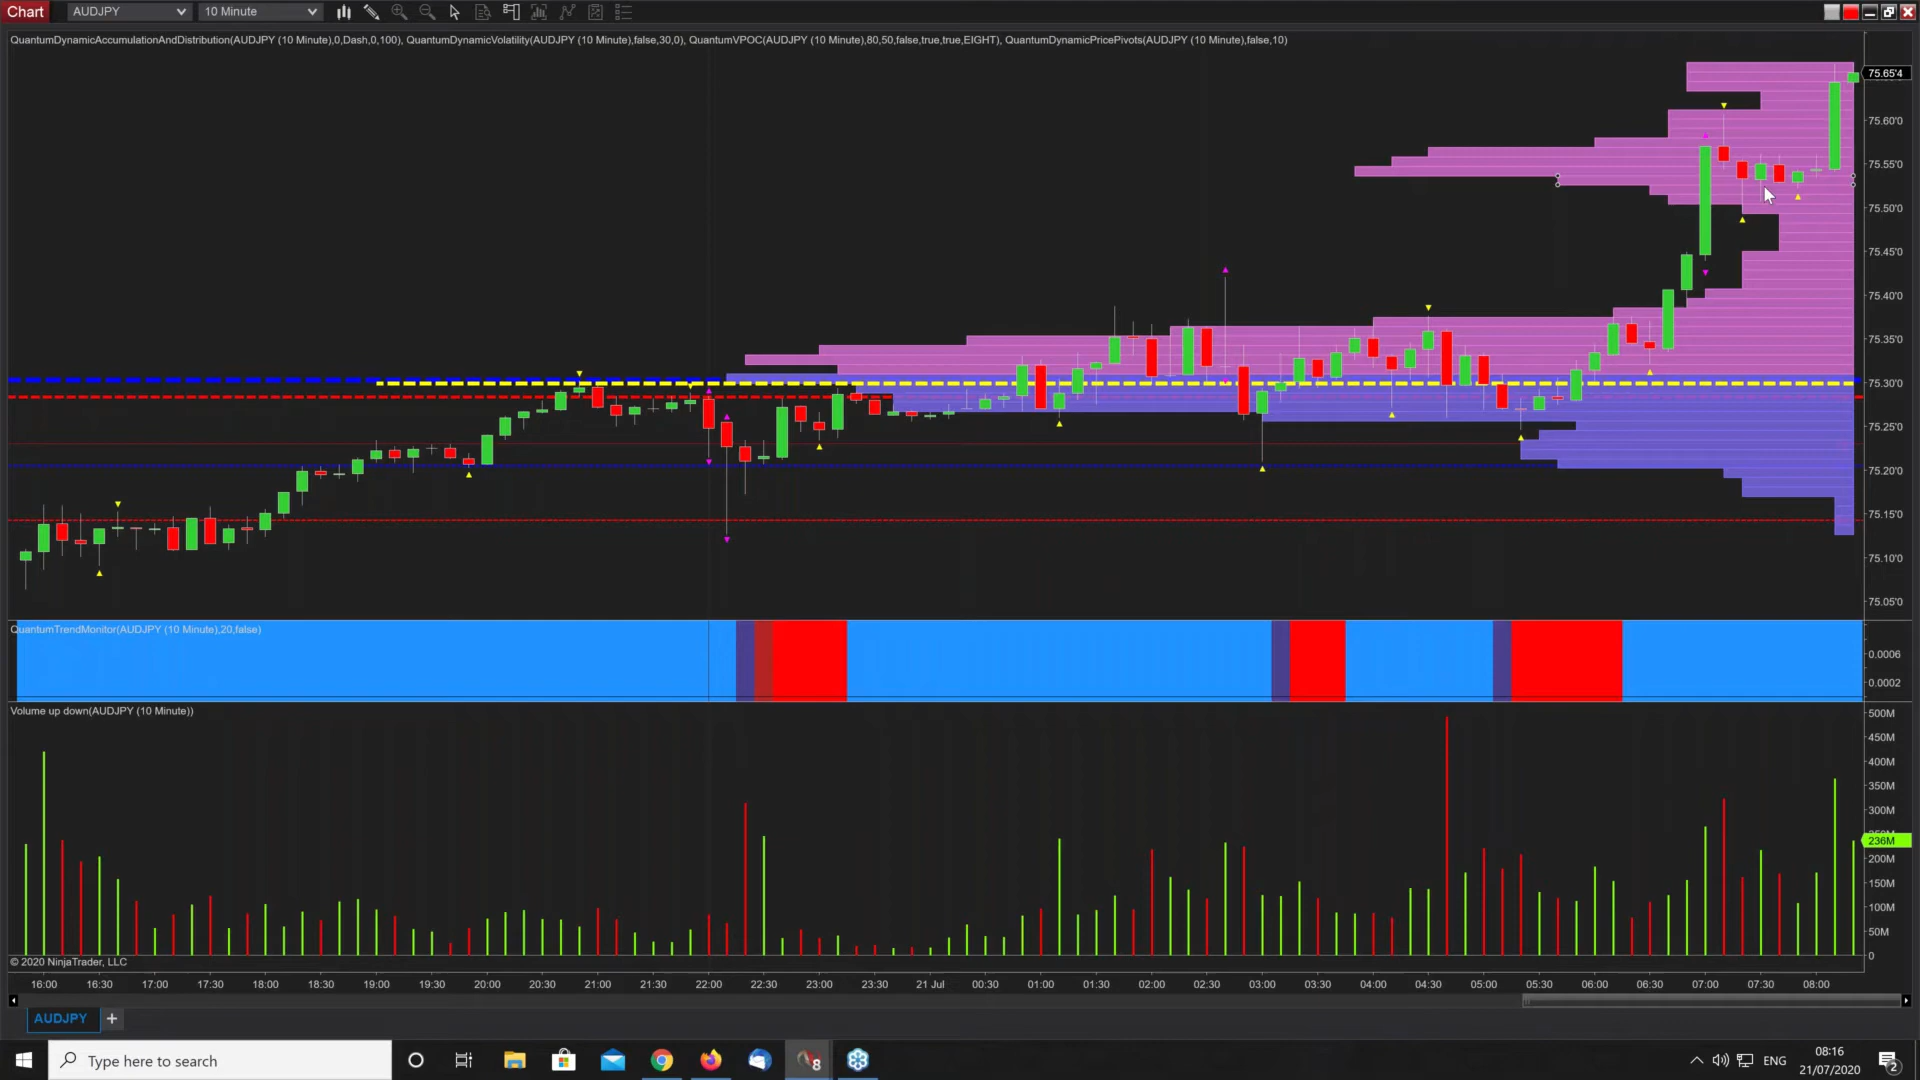 Chart AUDJPY 10 Minute
QuantumDynamicAccumulationAndDistribution(AUDJPY (10 Minute),0,Dash,0,100), QuantumDynamicVolatility(AUDJPY (10 Minute),false,30,0), QuantumVPOC(AUDJPY (10 Minute),80,50,false,true,true,EIGHT), QuantumDynamicPricePivots(AUDJPY (10 Minute),false,10)
75.65'4
75.60'0
75.55'0
75.50'0
75.45'0
75.40'0
75.35'0
75.30'0
75.25'0
75.20'0
75.15'0
75.10'0
75.05'0
QuantumTrendMonitor(AUDJPY (10 Minute),20,false)
0.0006
0.0002
Volume up down(AUDJPY (10 Minute))
500M
450M
400M
350M
300M
236M
200M
150M
100M
50M
0
© 2020 NinjaTrader, LLC
16:00 16:30 17:00 17:30 18:00 18:30 19:00 19:30 20:00 20:30 21:00 21:30 22:00 22:30 23:00 23:30 21 Jul 00:30 01:00 01:30 02:00 02:30 03:00 03:30 04:00 04:30 05:00 05:30 06:00 06:30 07:00 07:30 08:00
AUDJPY +
Type here to search
8
ENG
08:16
21/07/2020
2